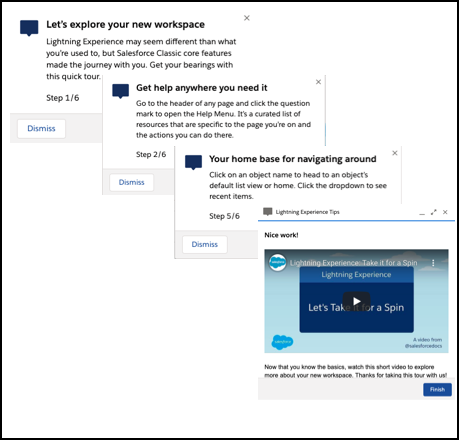 Let's explore your new workspace
Lightning Experience may seem different than what
you're used to, but Salesforce Classic core features
made the journey with you. Get your bearings with
this quick tour.
Step 1/6
Dismiss
Get help anywhere you need it
Go to the header of any page and click the question
mark to open the Help Menu. It's a curated list of
resources that are specific to the page you're on and
the actions you can do there.
Step 2/6
Dismiss
Your home base for navigating around
Click on an object name to head to an object's
default list view or home. Click the dropdown to see
recent items.
Step 5/6
Dismiss
Lightning Experience Tips
Nice work!
salesforce
Lightning Experience: Take it for a Spin
Lightning Experience
Let's Take it for a Spin
salesforce
A video from
@salesforcedocs
Now that you know the basics, watch this short video to explore
more about your new workspace. Thanks for taking this tour with us!
Finish